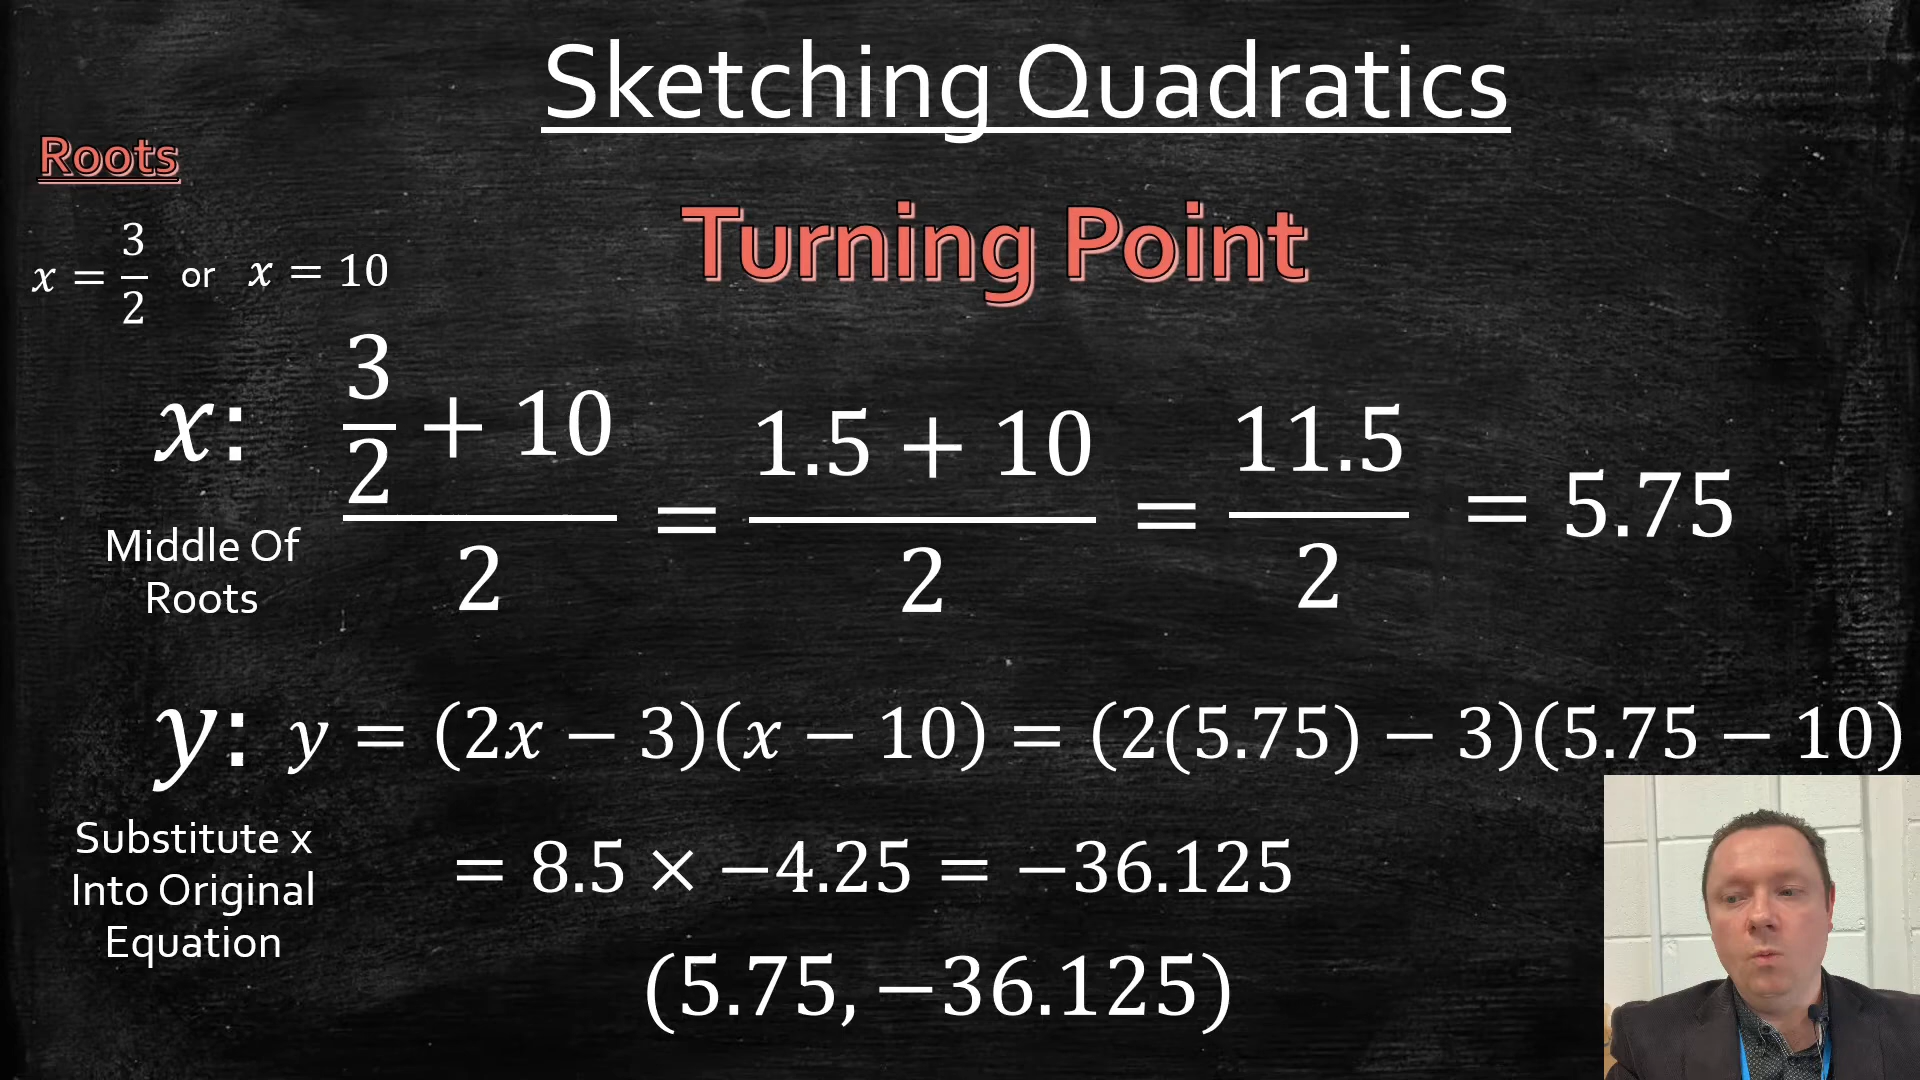 Sketching Quadratics
Roots
x = 3/2 or x = 10
Turning Point
x: (3/2 + 10)/2 = (1.5 + 10)/2 = 11.5/2 = 5.75
Middle Of
Roots
y: y = (2x − 3)(x − 10) = (2(5.75) − 3)(5.75 − 10)
Substitute x
Into Original
Equation
= 8.5 × −4.25 = −36.125
(5.75, −36.125)